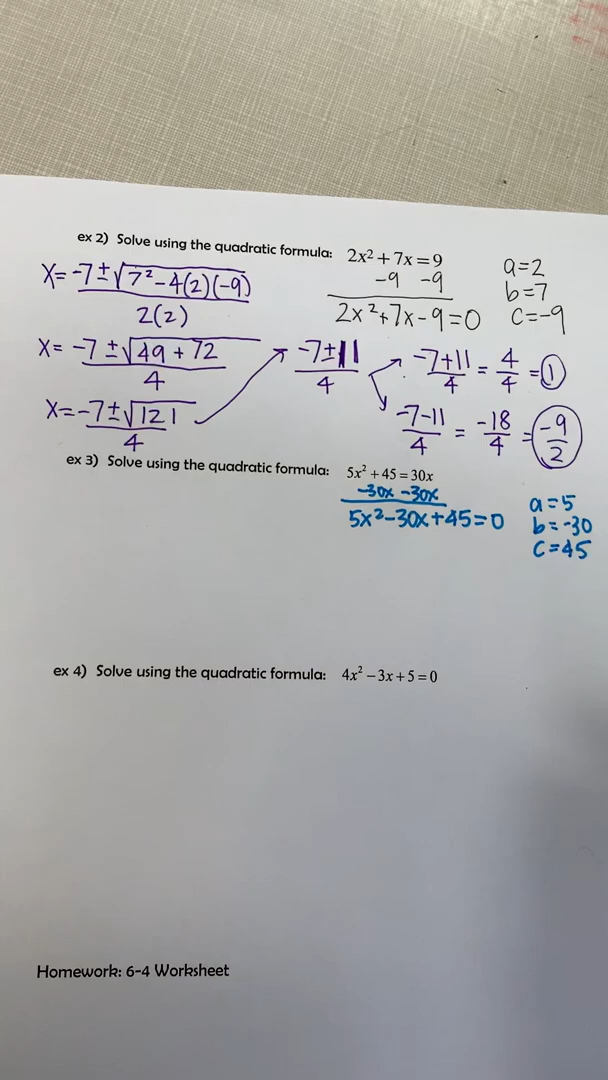 ex 2) Solve using the quadratic formula: 2x² + 7x = 9
-9 -9
2x²+7x-9=0
a=2
b=7
c=-9
x= -7±√7²-4(2)(-9)
2(2)
x= -7 ±√49 + 72
4
x=-7±√121
4
-7±11
4
-7+11 = 4 = 1
4 4
-7-11 = -18 = -9
4 4 2
ex 3) Solve using the quadratic formula: 5x² + 45 = 30x
-30x -30x
5x²-30x+45=0
a=5
b=-30
c=45
ex 4) Solve using the quadratic formula: 4x² – 3x + 5 = 0
Homework: 6-4 Worksheet